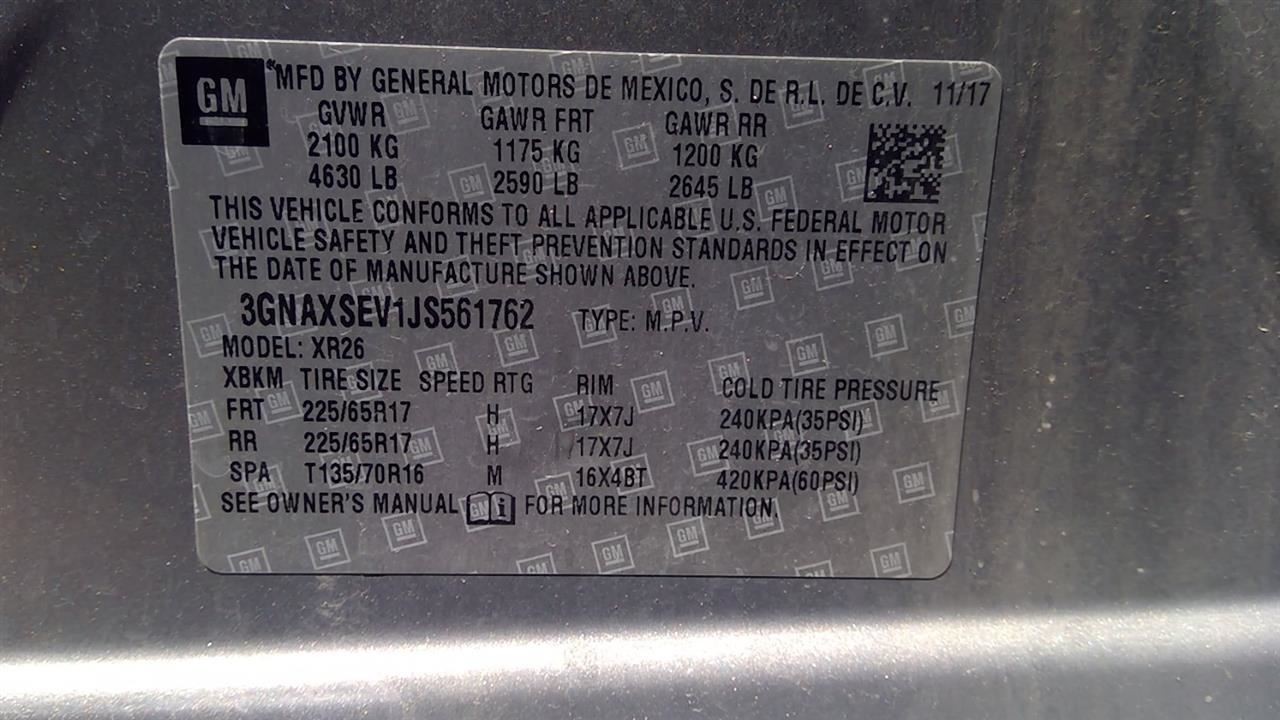 GM "MFD BY GENERAL MOTORS DE MEXICO, S. DE R.L. DE C.V. 11/17
GVWR GAWR FRT GAWR RR
2100 KG 1175 KG 1200 KG
4630 LB 2590 LB 2645 LB
THIS VEHICLE CONFORMS TO ALL APPLICABLE U.S. FEDERAL MOTOR
VEHICLE SAFETY AND THEFT PREVENTION STANDARDS IN EFFECT ON
THE DATE OF MANUFACTURE SHOWN ABOVE.
3GNAXSEV1JS561762 TYPE: M.P.V.
MODEL: XR26
XBKM TIRE SIZE SPEED RTG RIM COLD TIRE PRESSURE
FRT 225/65R17 H 17X7J 240KPA(35PSI)
RR 225/65R17 H 17X7J 240KPA(35PSI)
SPA T135/70R16 M 16X4BT 420KPA(60PSI)
SEE OWNER'S MANUAL i FOR MORE INFORMATION.